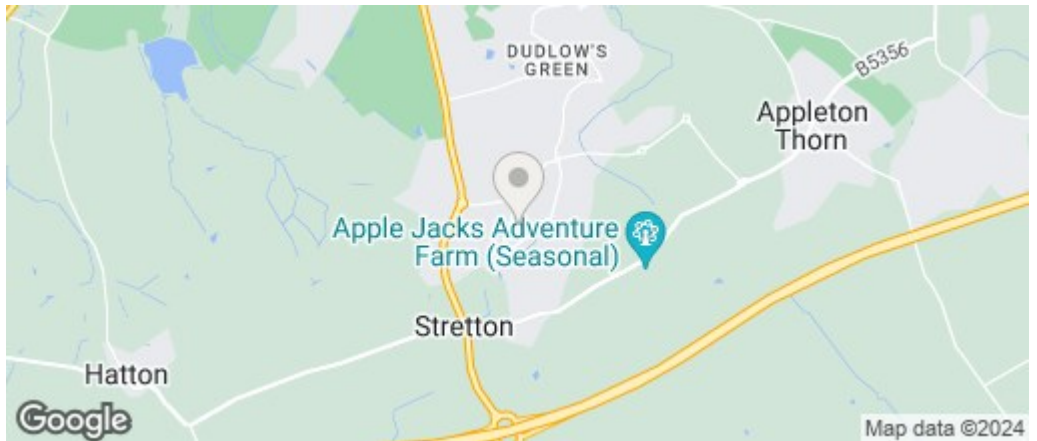 DUDLOW'S
GREEN
B5356
Appleton
Thorn
Apple Jacks Adventure
Farm (Seasonal)
Stretton
Hatton
Google
Map data ©2024